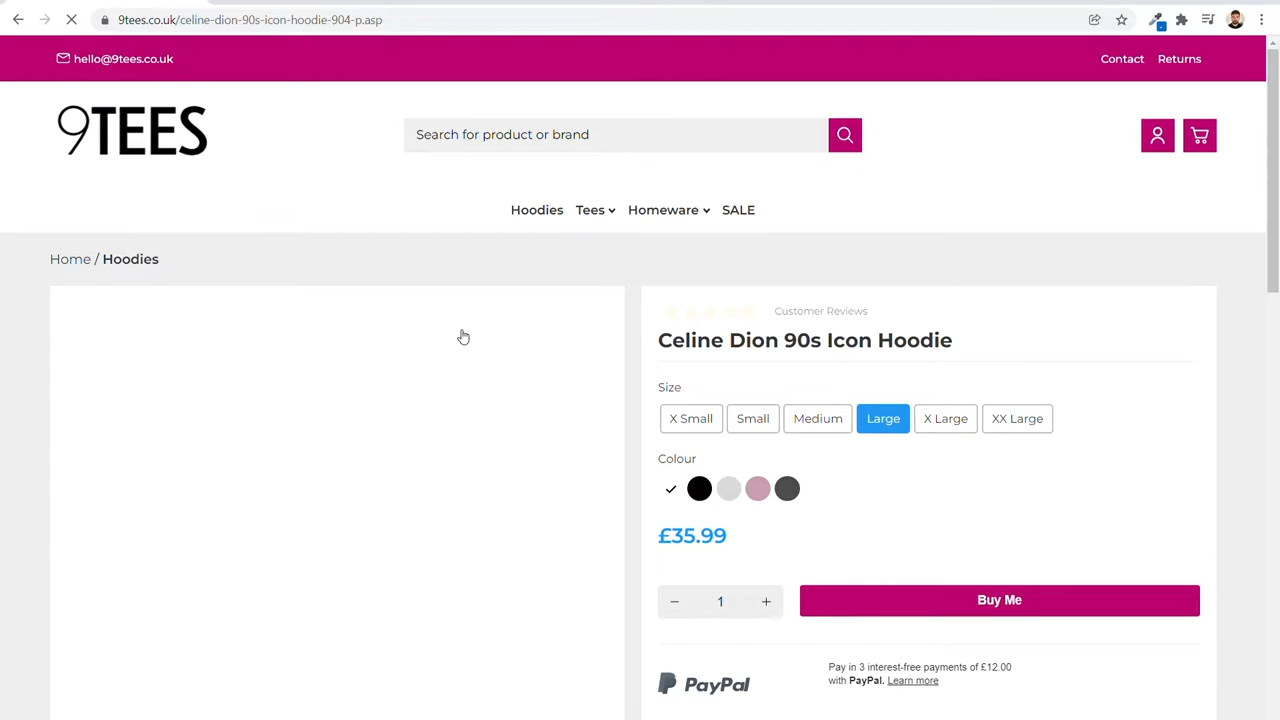 9tees.co.uk/celine-dion-90s-icon-hoodie-904-p.asp
hello@9tees.co.uk
Contact
Returns
9TEES
Search for product or brand
Hoodies
Tees
Homeware
SALE
Home / Hoodies
Customer Reviews
Celine Dion 90s Icon Hoodie
Size
X Small
Small
Medium
Large
X Large
XX Large
Colour
£35.99
1
Buy Me
PayPal
Pay in 3 interest-free payments of £12.00
with PayPal. Learn more